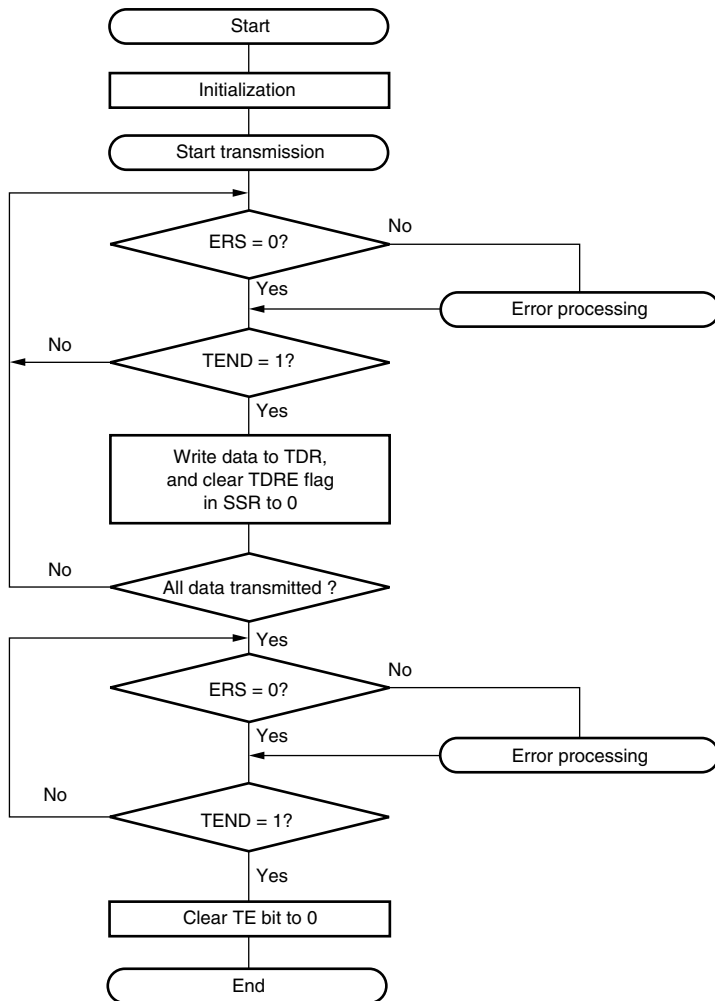 Start
Initialization
Start transmission
ERS = 0?
No
Yes
Error processing
No
TEND = 1?
Yes
Write data to TDR,
and clear TDRE flag
in SSR to 0
No
All data transmitted ?
Yes
ERS = 0?
No
Yes
Error processing
No
TEND = 1?
Yes
Clear TE bit to 0
End